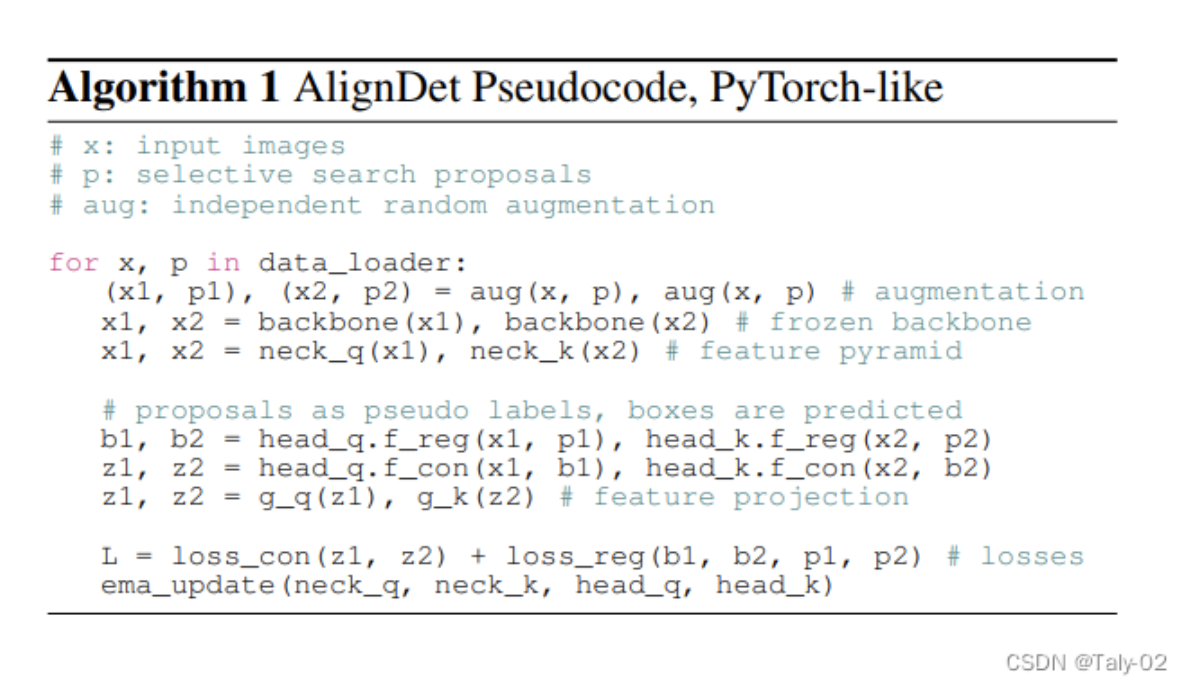 Algorithm 1 AlignDet Pseudocode, PyTorch-like
# x: input images
# p: selective search proposals
# aug: independent random augmentation
for x, p in data_loader:
(x1, p1), (x2, p2) = aug(x, p), aug(x, p) # augmentation
x1, x2 = backbone(x1), backbone(x2) # frozen backbone
x1, x2 = neck_q(x1), neck_k(x2) # feature pyramid
# proposals as pseudo labels, boxes are predicted
b1, b2 = head_q.f_reg(x1, p1), head_k.f_reg(x2, p2)
z1, z2 = head_q.f_con(x1, b1), head_k.f_con(x2, b2)
z1, z2 = g_q(z1), g_k(z2) # feature projection
L = loss_con(z1, z2) + loss_reg(b1, b2, p1, p2) # losses
ema_update(neck_q, neck_k, head_q, head_k)
CSDN @Taly-02